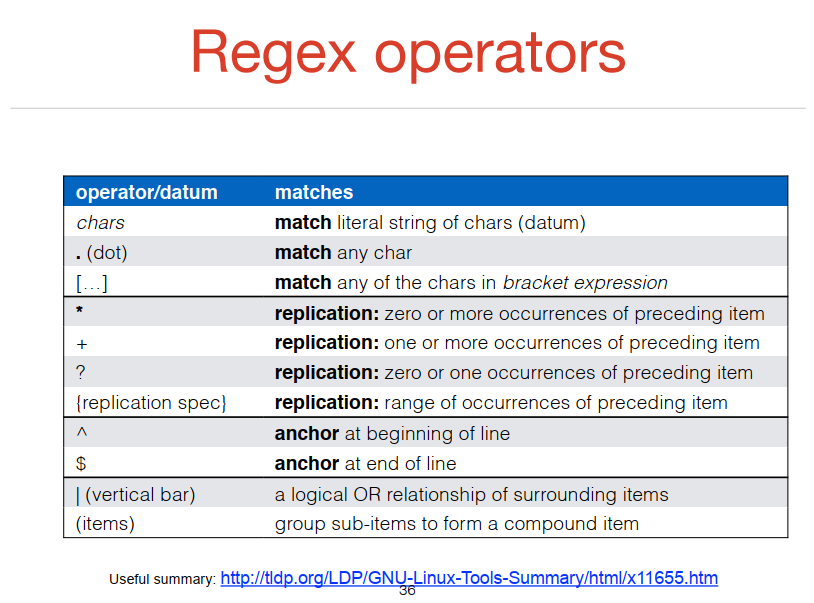 Regex operators
operator/datum matches
chars match literal string of chars (datum)
. (dot) match any char
[…] match any of the chars in bracket expression
* replication: zero or more occurrences of preceding item
+ replication: one or more occurrences of preceding item
? replication: zero or one occurrences of preceding item
{replication spec} replication: range of occurrences of preceding item
^ anchor at beginning of line
$ anchor at end of line
| (vertical bar) a logical OR relationship of surrounding items
(items) group sub-items to form a compound item
Useful summary: http://tldp.org/LDP/GNU-Linux-Tools-Summary/html/x11655.htm
36